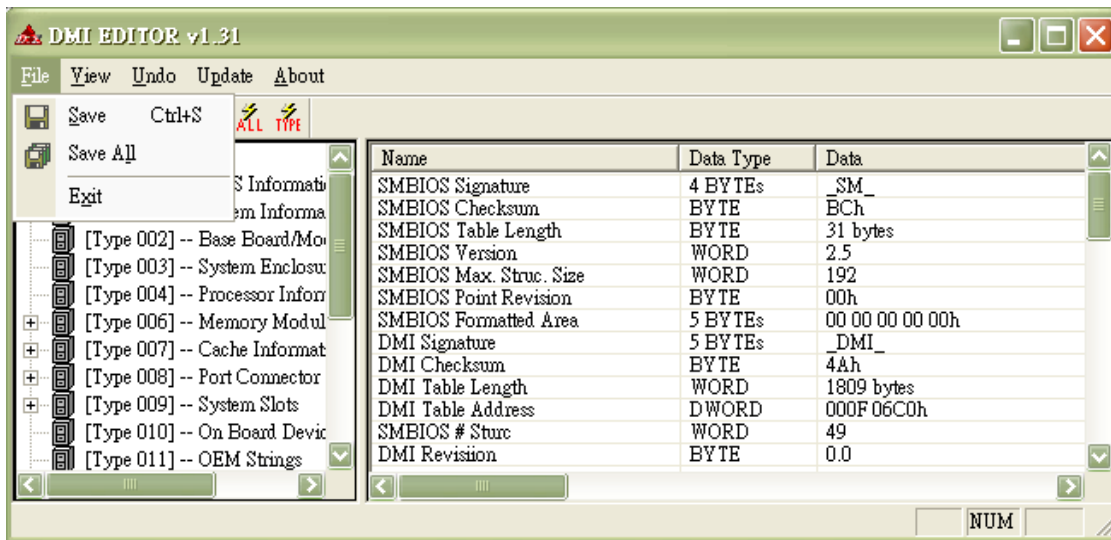 DMI EDITOR v1.31
File View Undo Update About
Save Ctrl+S
Save All
Exit
ALL TYPE
S Informati
em Informa
[Type 002] -- Base Board/Mo
[Type 003] -- System Enclosu
[Type 004] -- Processor Inform
[Type 006] -- Memory Modul
[Type 007] -- Cache Informat
[Type 008] -- Port Connector
[Type 009] -- System Slots
[Type 010] -- On Board Devic
[Type 011] -- OEM Strings
Name Data Type Data
SMBIOS Signature 4 BYTEs _SM_
SMBIOS Checksum BYTE BCh
SMBIOS Table Length BYTE 31 bytes
SMBIOS Version WORD 2.5
SMBIOS Max. Struc. Size WORD 192
SMBIOS Point Revision BYTE 00h
SMBIOS Formatted Area 5 BYTEs 00 00 00 00 00h
DMI Signature 5 BYTEs _DMI_
DMI Checksum BYTE 4Ah
DMI Table Length WORD 1809 bytes
DMI Table Address DWORD 000F06C0h
SMBIOS # Sturc WORD 49
DMI Revisiion BYTE 0.0
NUM